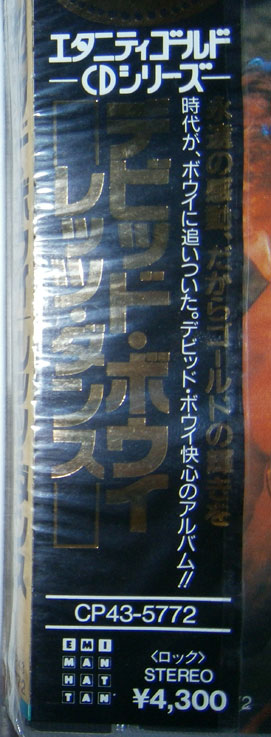 エタニティゴールド
CDシリーズ
時代が、ボウイに追いついた。デビッド・ボウイ快心のアルバム!!
デビッド・ボウイ
「レッツ・ダンス」
CP43-5772
EMI
MANHATTAN
〈ロック〉
STEREO
¥4,300